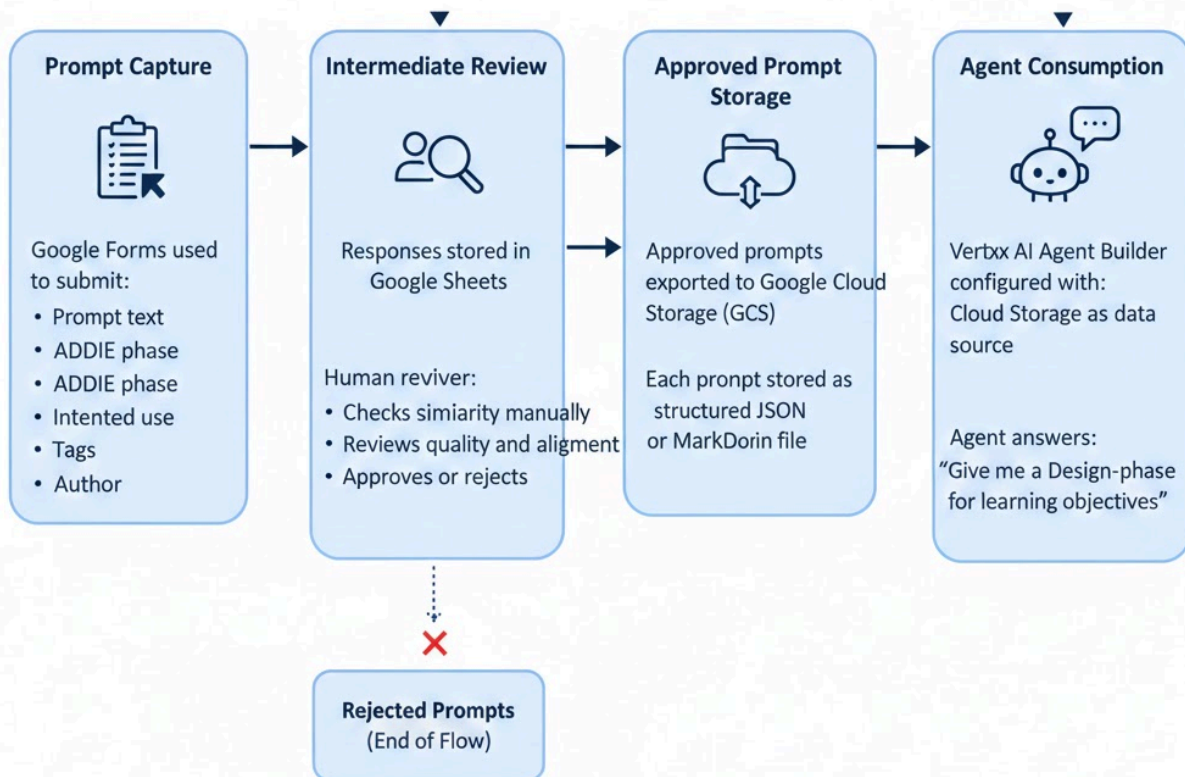 Prompt Capture
Google Forms used
to submit:
• Prompt text
• ADDIE phase
• ADDIE phase
• Intented use
• Tags
• Author
Intermediate Review
Responses stored in
Google Sheets
Human reviver:
• Checks simiarity manually
• Reviews quality and aligment
• Approves or rejects
Approved Prompt
Storage
Approved prompts
exported to Google Cloud
Storage (GCS)
Each prompt stored as
structured JSON
or MarkDorin file
Agent Consumption
Vertxx AI Agent Builder
configured with:
Cloud Storage as data
source
Agent answers:
“Give me a Design-phase
for learning objectives”
Rejected Prompts
(End of Flow)